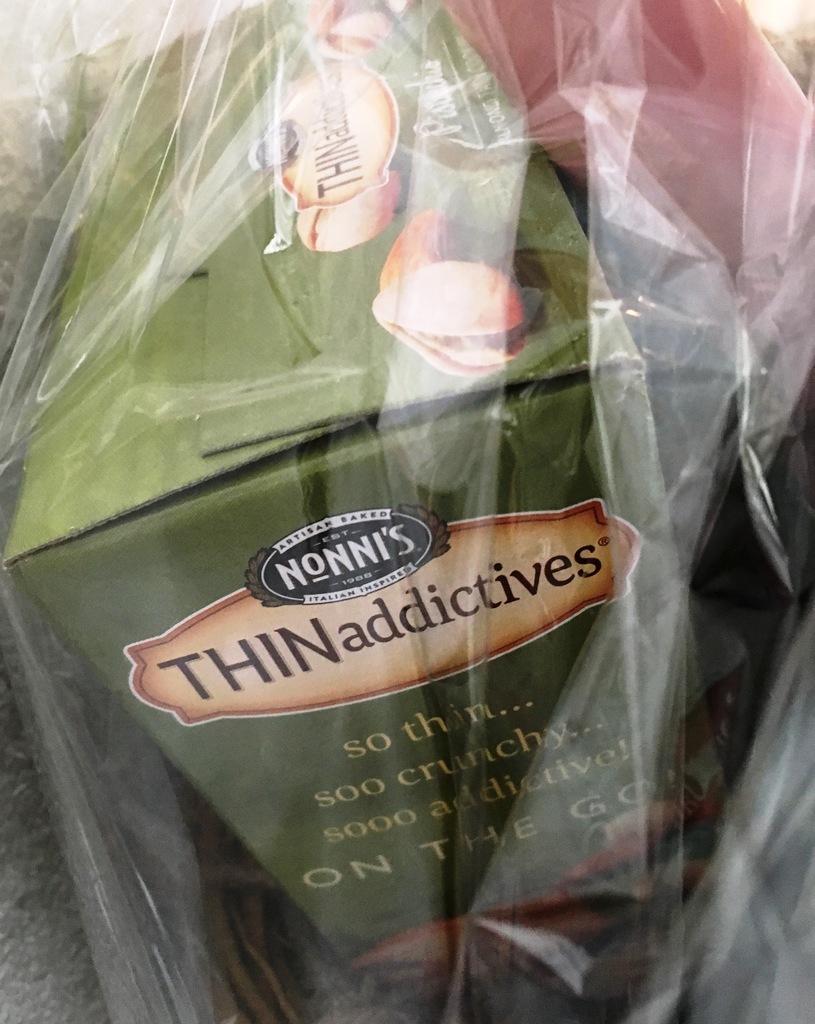 THINaddictives
ARTISAN BAKED
EST.
NONNI'S
1988
ITALIAN INSPIRED
THINaddictives®
so thin...
soo crunchy...
sooo addictive!
ON THE GO!